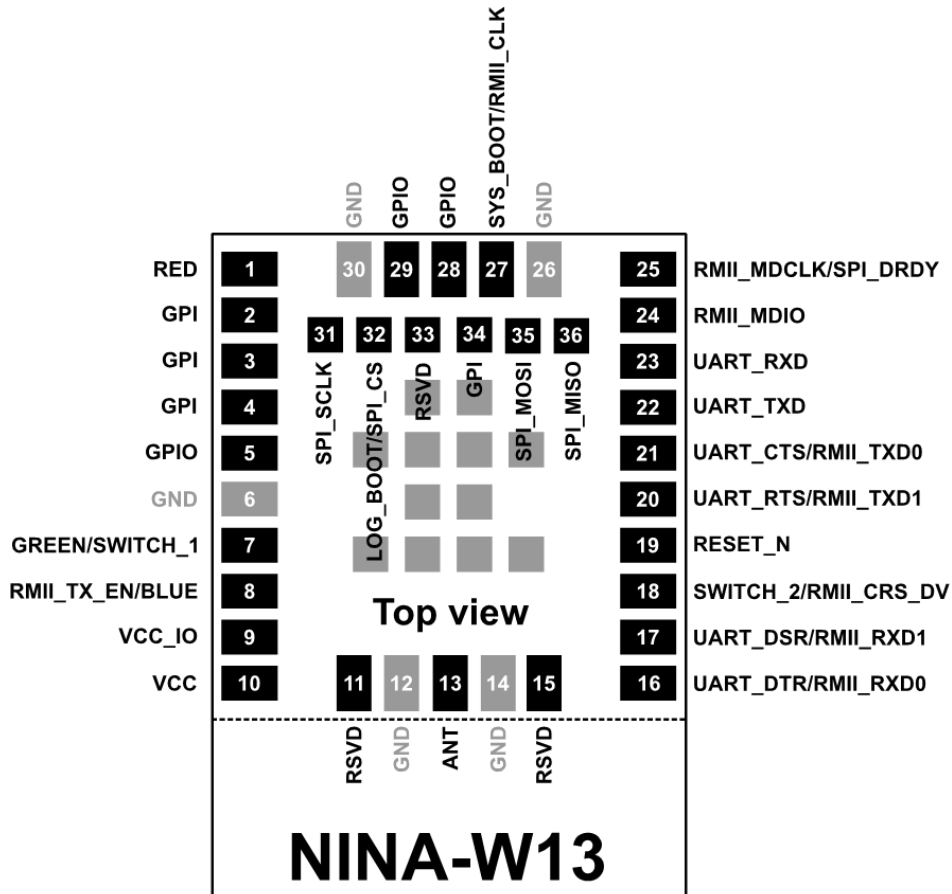 SYS_BOOT/RMII_CLK
GND
GPIO
GPIO
GND
RED 1 30 29 28 27 26 25 RMII_MDCLK/SPI_DRDY
GPI 2 24 RMII_MDIO
31 32 33 34 35 36
GPI 3 23 UART_RXD
SPI_SCLK
LOG_BOOT/SPI_CS
RSVD
GPI
SPI_MOSI
SPI_MISO
GPI 4 22 UART_TXD
GPIO 5 21 UART_CTS/RMII_TXD0
GND 6 20 UART_RTS/RMII_TXD1
GREEN/SWITCH_1 7 19 RESET_N
RMII_TX_EN/BLUE 8 18 SWITCH_2/RMII_CRS_DV
Top view
VCC_IO 9 17 UART_DSR/RMII_RXD1
VCC 10 11 12 13 14 15 16 UART_DTR/RMII_RXD0
RSVD
GND
ANT
GND
RSVD
NINA-W13